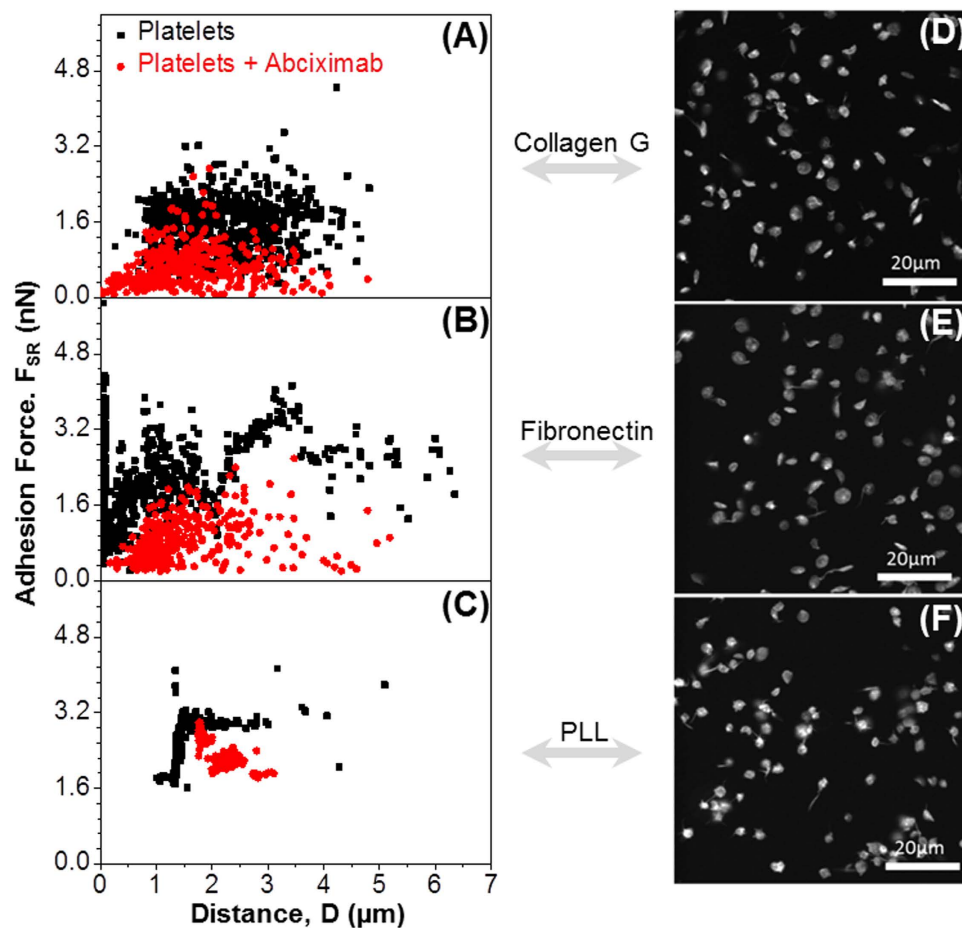 Platelets
Platelets + Abciximab
(A)
(D)
4.8
3.2
1.6
0.0
Collagen G
20μm
Adhesion Force. F_SR (nN)
(B)
(E)
4.8
3.2
1.6
0.0
Fibronectin
20μm
(C)
(F)
4.8
3.2
1.6
0.0
PLL
20μm
0 1 2 3 4 5 6 7
Distance, D (μm)